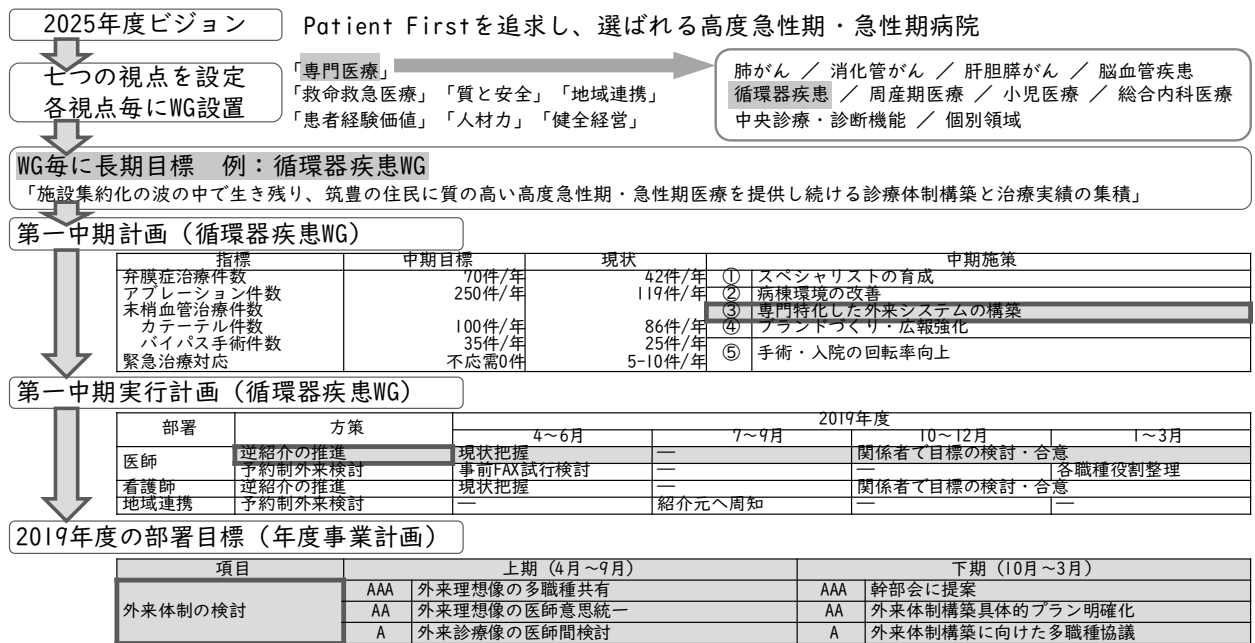 2025年度ビジョン
Patient Firstを追求し、選ばれる高度急性期・急性期病院
七つの視点を設定
各視点毎にWG設置
「専門医療」
「救命救急医療」「質と安全」「地域連携」
「患者経験価値」「人材力」「健全経営」
肺がん ／ 消化管がん ／ 肝胆膵がん ／ 脳血管疾患
循環器疾患 ／ 周産期医療 ／ 小児医療 ／ 総合内科医療
中央診療・診断機能 ／ 個別領域
WG毎に長期目標 例：循環器疾患WG
「施設集約化の波の中で生き残り、筑豊の住民に質の高い高度急性期・急性期医療を提供し続ける診療体制構築と治療実績の集積」
第一中期計画（循環器疾患WG）
指標 中期目標 現状 中期施策
弁膜症治療件数 70件/年 42件/年 ① スペシャリストの育成
アブレーション件数 250件/年 119件/年 ② 病棟環境の改善
末梢血管治療件数 ③ 専門特化した外来システムの構築
カテーテル件数 100件/年 86件/年 ④ ブランドづくり・広報強化
バイパス手術件数 35件/年 25件/年
緊急治療対応 不応需0件 5-10件/年 ⑤ 手術・入院の回転率向上
第一中期実行計画（循環器疾患WG）
部署 方策 2019年度
4～6月 7～9月 10～12月 1～3月
医師 逆紹介の推進 現状把握 — 関係者で目標の検討・合意
予約制外来検討 事前FAX試行検討 — — 各職種役割整理
看護師 逆紹介の推進 現状把握 — 関係者で目標の検討・合意
地域連携 予約制外来検討 — 紹介元へ周知 — —
2019年度の部署目標（年度事業計画）
項目 上期（4月～9月） 下期（10月～3月）
外来体制の検討 AAA 外来理想像の多職種共有 AAA 幹部会に提案
AA 外来理想像の医師意思統一 AA 外来体制構築具体的プラン明確化
A 外来診療像の医師間検討 A 外来体制構築に向けた多職種協議